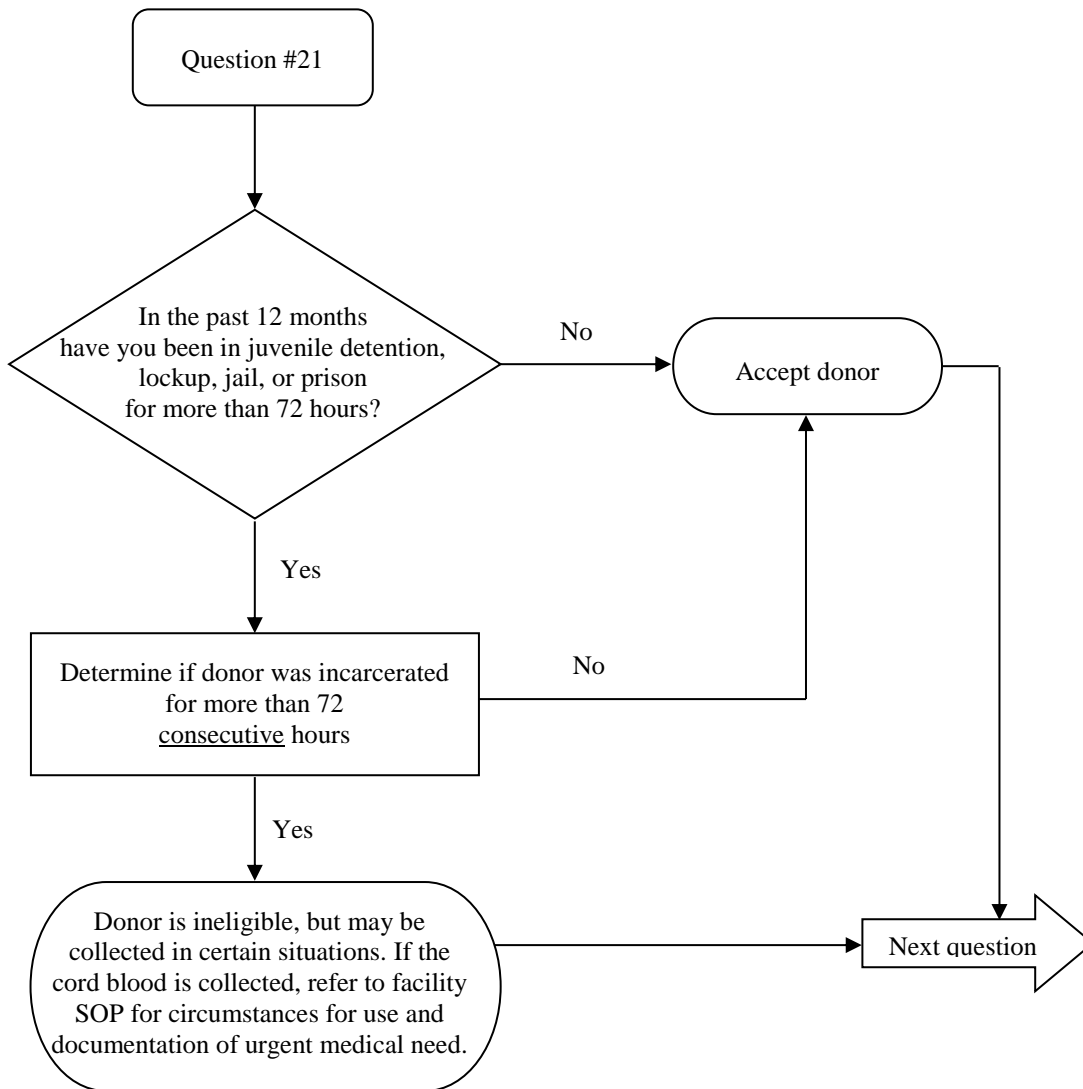 Question #21
In the past 12 months
have you been in juvenile detention,
lockup, jail, or prison
for more than 72 hours?
No
Accept donor
Yes
Determine if donor was incarcerated
for more than 72
consecutive hours
No
Yes
Donor is ineligible, but may be
collected in certain situations. If the
cord blood is collected, refer to facility
SOP for circumstances for use and
documentation of urgent medical need.
Next question